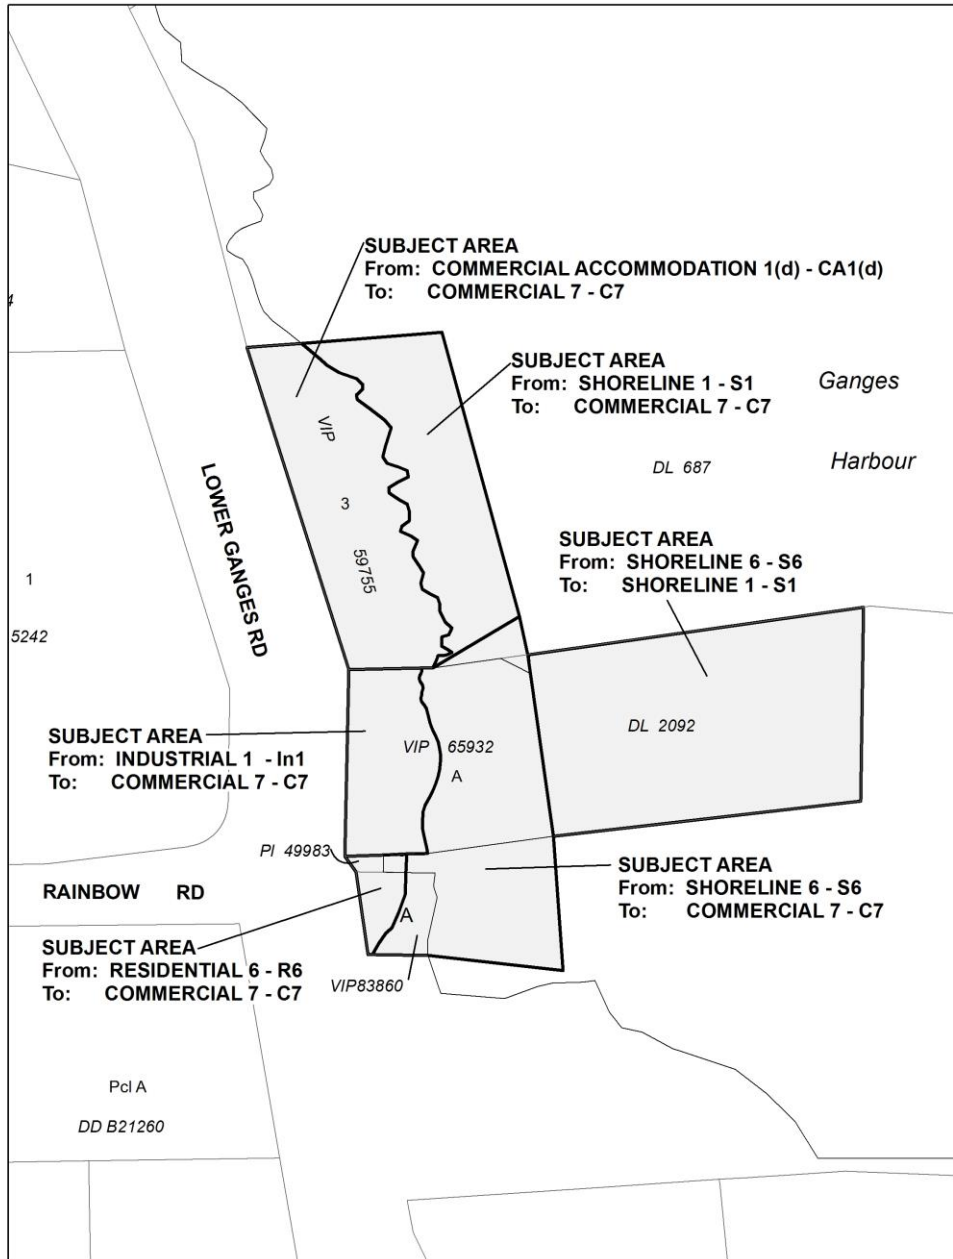 SUBJECT AREA
From: COMMERCIAL ACCOMMODATION 1(d) - CA1(d)
To: COMMERCIAL 7 - C7
4
SUBJECT AREA
From: SHORELINE 1 - S1
To: COMMERCIAL 7 - C7
Ganges
Harbour
DL 687
VIP
3
59755
LOWER GANGES RD
SUBJECT AREA
From: SHORELINE 6 - S6
To: SHORELINE 1 - S1
1
5242
DL 2092
SUBJECT AREA
From: INDUSTRIAL 1 - In1
To: COMMERCIAL 7 - C7
VIP 65932
A
Pl 49983
RAINBOW RD
SUBJECT AREA
From: SHORELINE 6 - S6
To: COMMERCIAL 7 - C7
A
SUBJECT AREA
From: RESIDENTIAL 6 - R6
To: COMMERCIAL 7 - C7
VIP83860
Pcl A
DD B21260